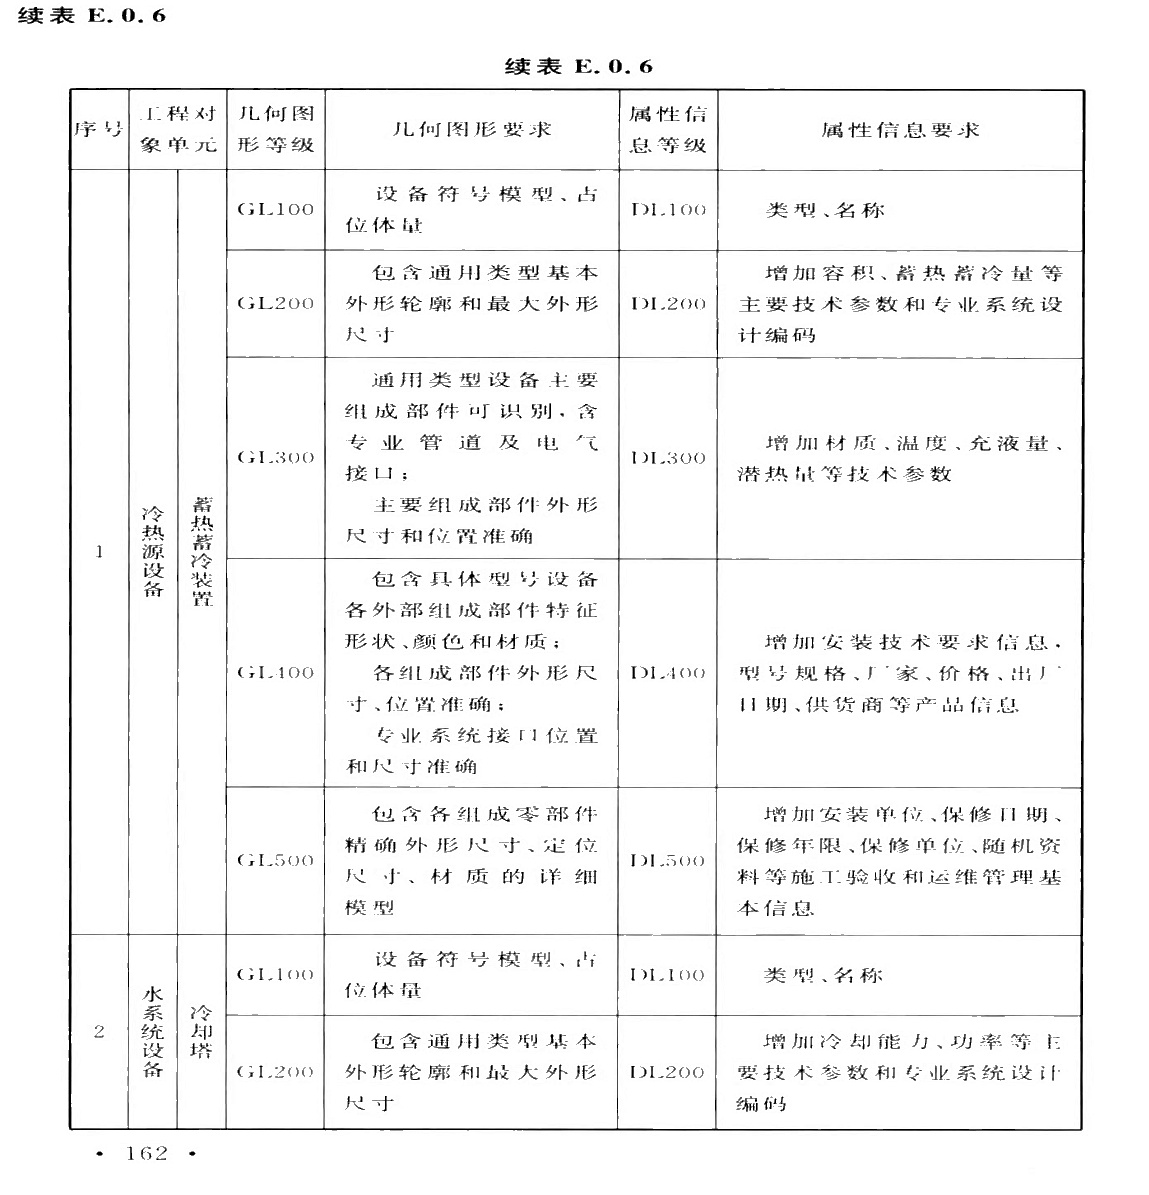 续表 E.0.6
续表 E.0.6
序号
工程对
象单元
几何图
形等级
几何图形要求
属性信
息等级
属性信息要求
1
冷热源设备
蓄热蓄冷装置
GL100
设备符号模型、占
位体量
DL100
类型、名称
GL200
包含通用类型基本
外形轮廓和最大外形
尺寸
DL200
增加容积、蓄热蓄冷量等
主要技术参数和专业系统设
计编码
GL300
通用类型设备主要
组成部件可识别,含
专业管道及电气
接口;
主要组成部件外形
尺寸和位置准确
DL300
增加材质、温度、充液量、
潜热量等技术参数
GL400
包含具体型号设备
各外部组成部件特征
形状、颜色和材质;
各组成部件外形尺
寸、位置准确;
专业系统接口位置
和尺寸准确
DL400
增加安装技术要求信息,
型号规格、厂家、价格、出厂
日期、供货商等产品信息
GL500
包含各组成零部件
精确外形尺寸、定位
尺寸、材质的详细
模型
DL500
增加安装单位、保修日期、
保修年限、保修单位、随机资
料等施工验收和运维管理基
本信息
2
水系统设备
冷却塔
GL100
设备符号模型、占
位体量
DL100
类型、名称
GL200
包含通用类型基本
外形轮廓和最大外形
尺寸
DL200
增加冷却能力、功率等主
要技术参数和专业系统设计
编码
• 162 •